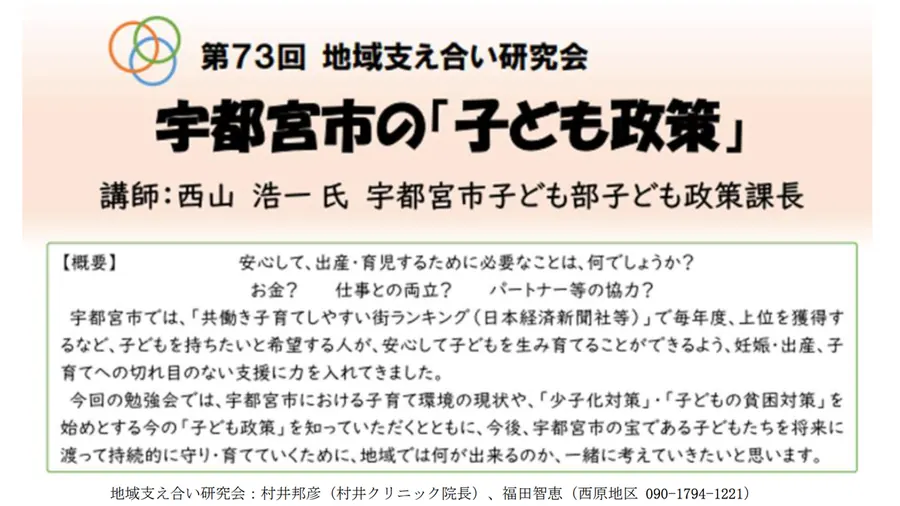 第73回 地域支え合い研究会
宇都宮市の「子ども政策」
講師：西山 浩一 氏 宇都宮市子ども部子ども政策課長
【概要】 安心して、出産・育児するために必要なことは、何でしょうか？
お金？ 仕事との両立？ パートナー等の協力？
宇都宮市では、「共働き子育てしやすい街ランキング（日本経済新聞社等）」で毎年度、上位を獲得す
るなど、子どもを持ちたいと希望する人が、安心して子どもを生み育てることができるよう、妊娠・出産、子
育てへの切れ目のない支援に力を入れてきました。
今回の勉強会では、宇都宮市における子育て環境の現状や、「少子化対策」・「子どもの貧困対策」を
始めとする今の「子ども政策」を知っていただくとともに、今後、宇都宮市の宝である子どもたちを将来に
渡って持続的に守り・育てていくために、地域では何が出来るのか、一緒に考えていきたいと思います。
地域支え合い研究会：村井邦彦（村井クリニック院長）、福田智恵（西原地区 090-1794-1221）